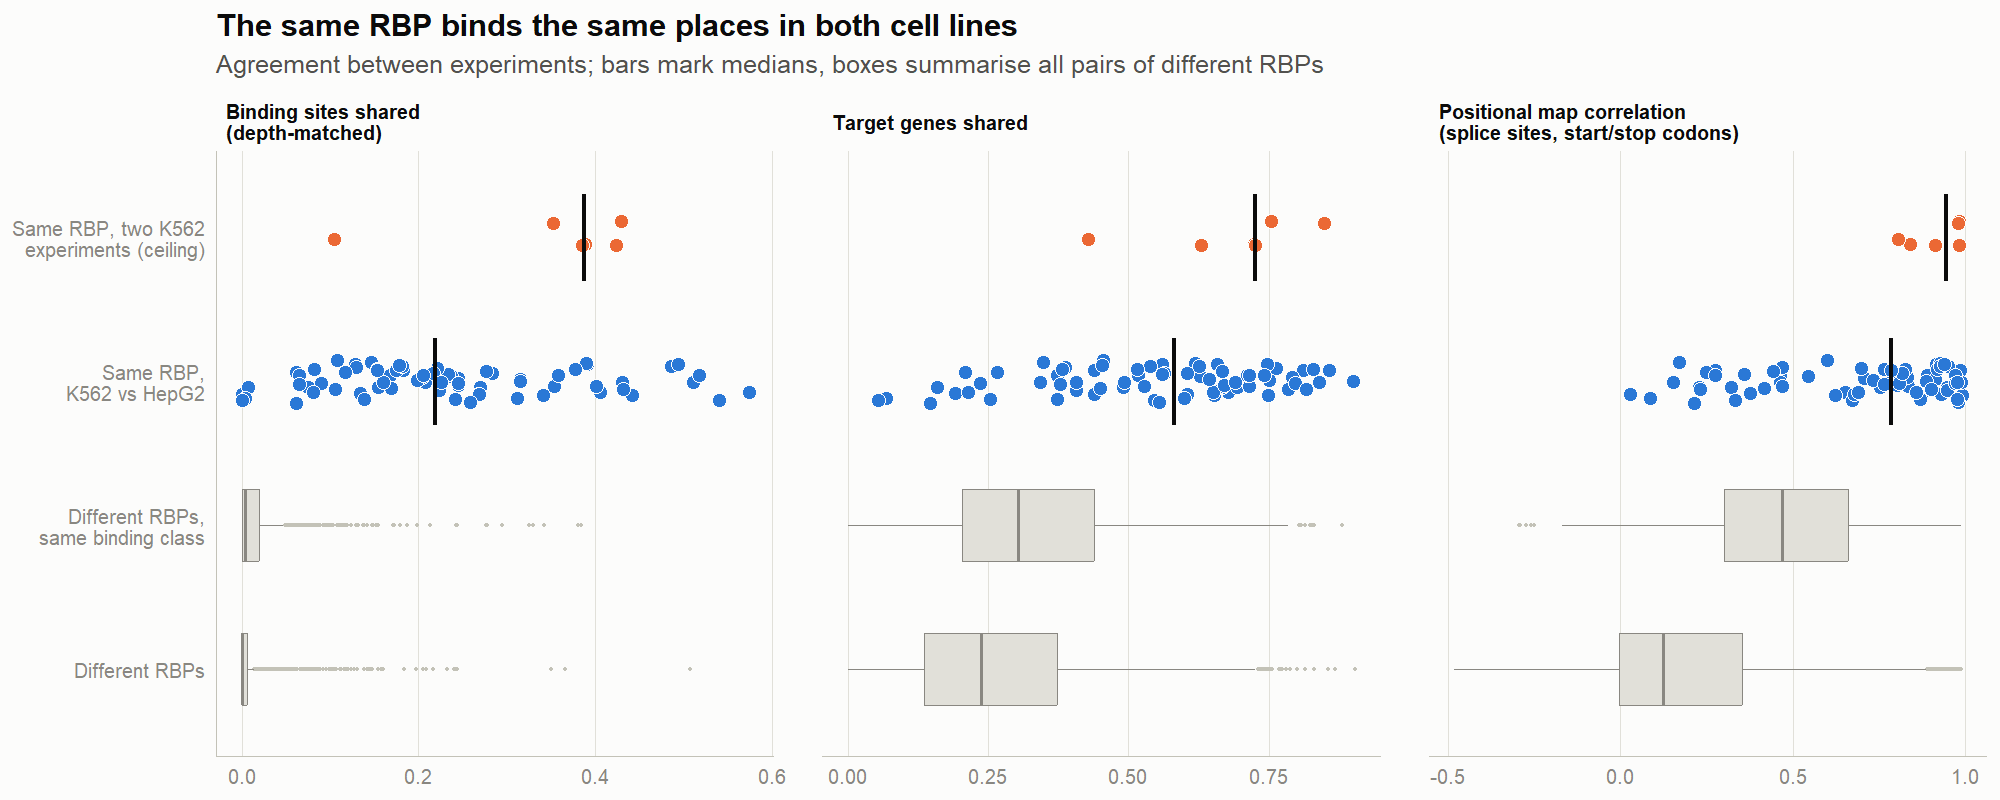 The same RBP binds the same places in both cell lines
Agreement between experiments; bars mark medians, boxes summarise all pairs of different RBPs
Binding sites shared
(depth-matched)
Target genes shared
Positional map correlation
(splice sites, start/stop codons)
Same RBP, two K562
experiments (ceiling)
Same RBP,
K562 vs HepG2
Different RBPs,
same binding class
Different RBPs
0.0 0.2 0.4 0.6
0.00 0.25 0.50 0.75
-0.5 0.0 0.5 1.0